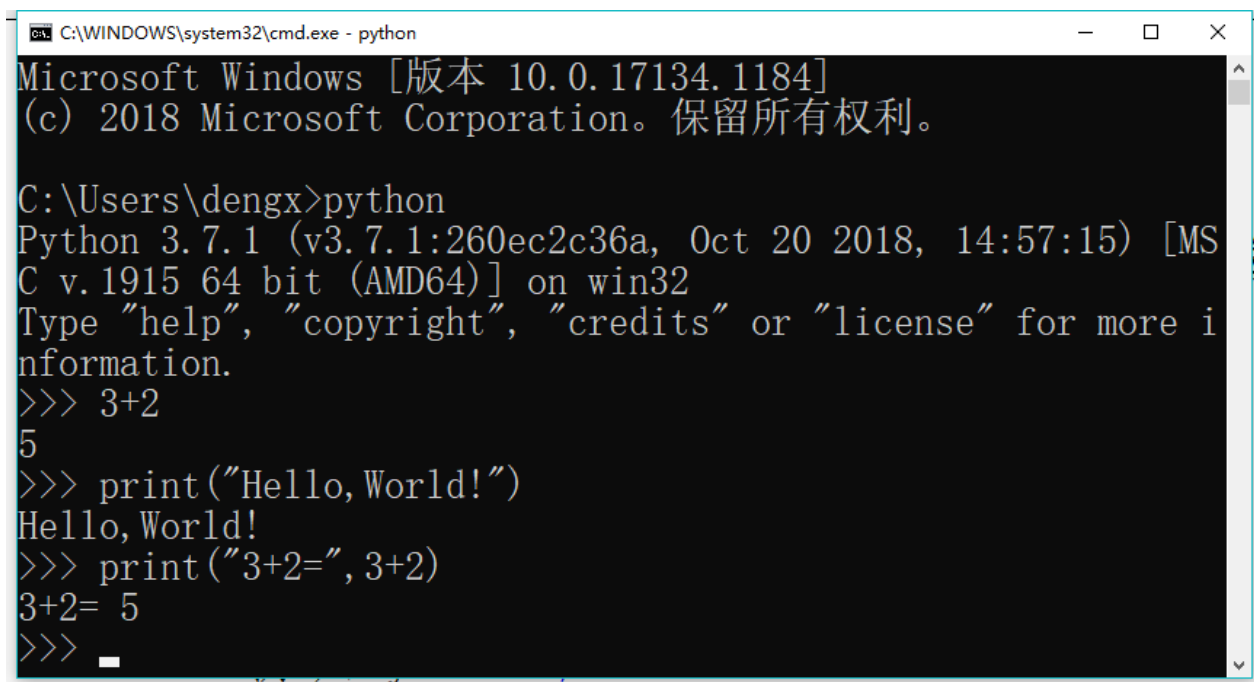 C:\WINDOWS\system32\cmd.exe - python
Microsoft Windows [版本 10.0.17134.1184]
(c) 2018 Microsoft Corporation。保留所有权利。
C:\Users\dengx>python
Python 3.7.1 (v3.7.1:260ec2c36a, Oct 20 2018, 14:57:15) [MS
C v.1915 64 bit (AMD64)] on win32
Type "help", "copyright", "credits" or "license" for more i
nformation.
>>> 3+2
5
>>> print("Hello,World!")
Hello,World!
>>> print("3+2=",3+2)
3+2= 5
>>>